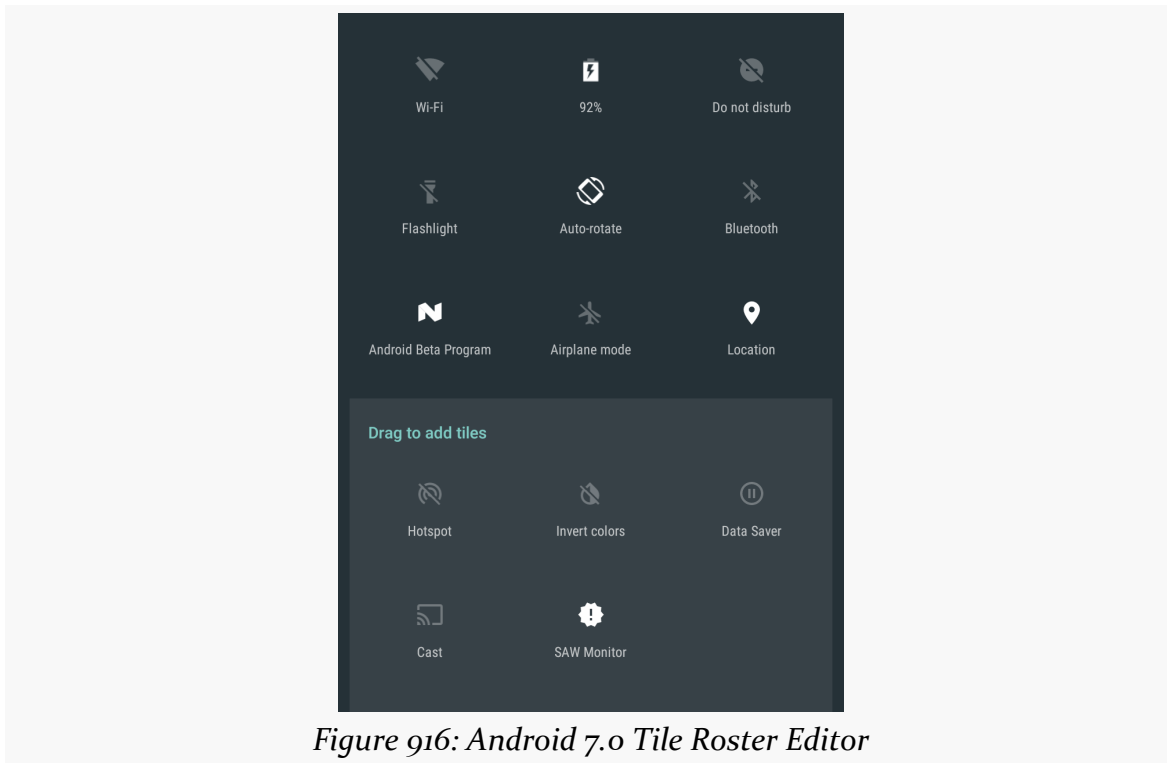 Wi-Fi 92% Do not disturb
Flashlight Auto-rotate Bluetooth
Android Beta Program Airplane mode Location
Drag to add tiles
Hotspot Invert colors Data Saver
Cast SAW Monitor
Figure 916: Android 7.0 Tile Roster Editor